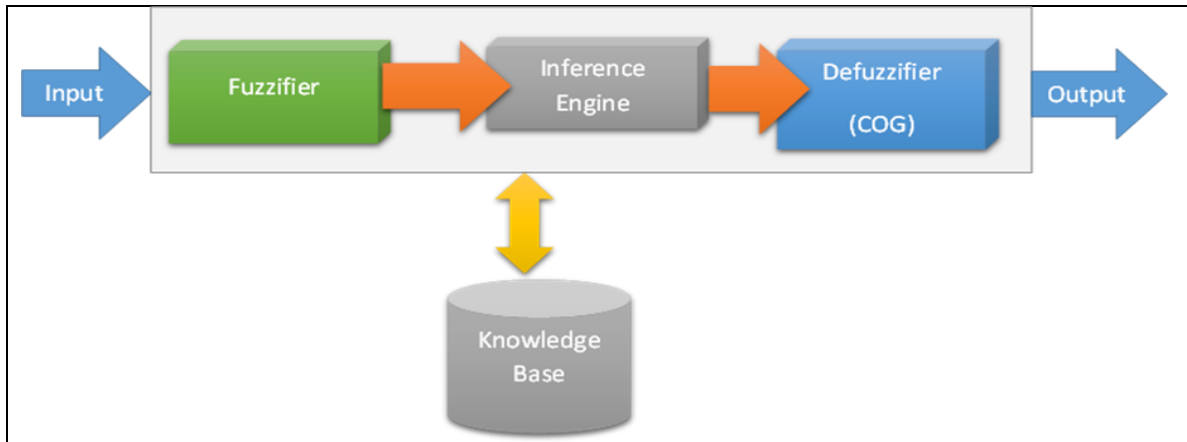 Input
Fuzzifier
Inference
Engine
Defuzzifier
(COG)
Output
Knowledge
Base